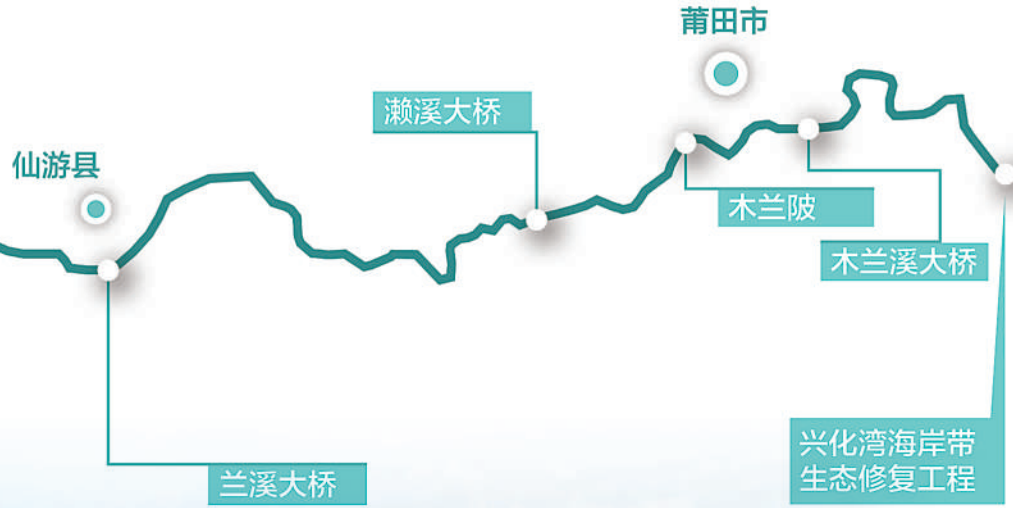 莆田市
濑溪大桥
仙游县
木兰陂
木兰溪大桥
兴化湾海岸带
生态修复工程
兰溪大桥